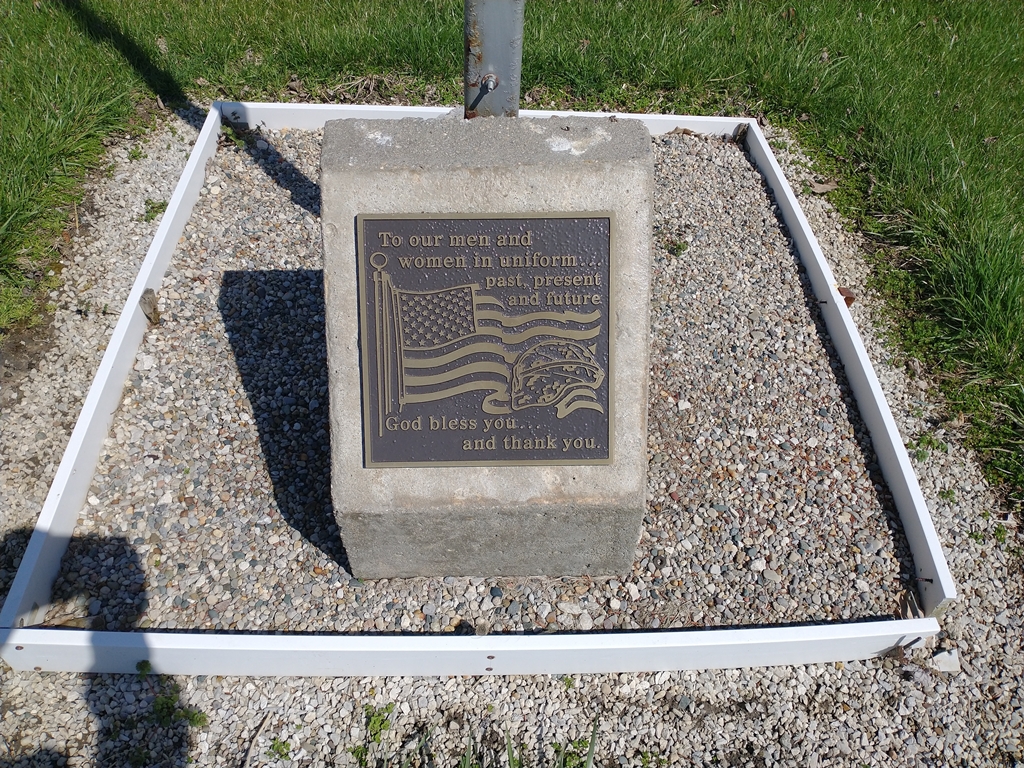 To our men and
women in uniform...
past, present
and future
God bless you....
and thank you.